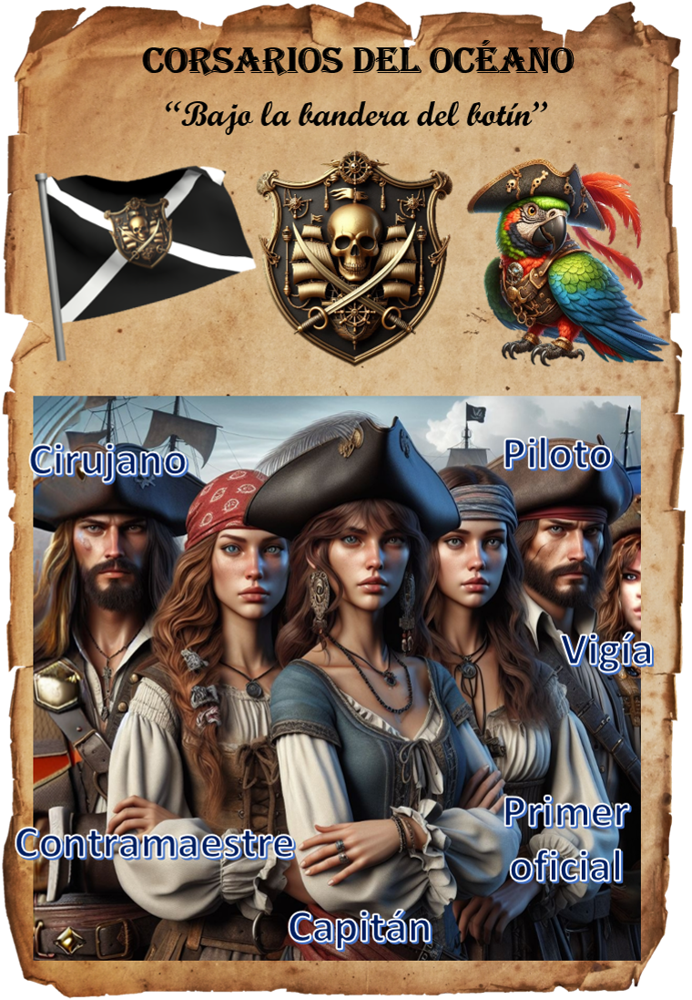 CORSARIOS DEL OCÉANO
“Bajo la bandera del botín”
Cirujano
Piloto
Vigía
Contramaestre
Primer
oficial
Capitán